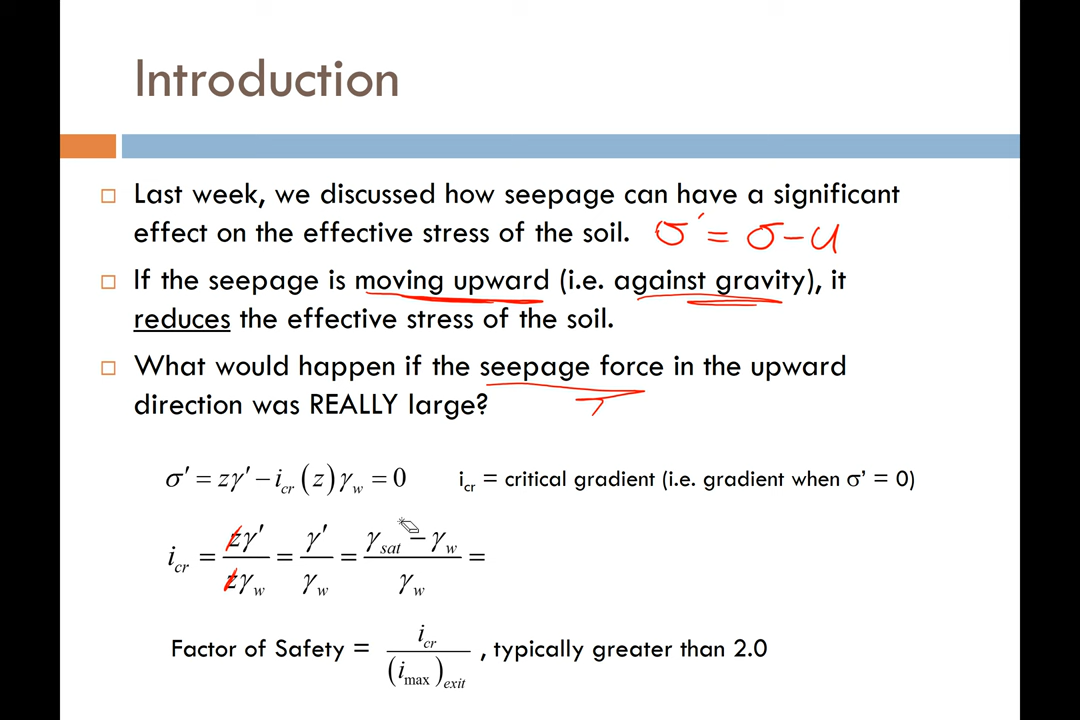 Introduction
Last week, we discussed how seepage can have a significant
effect on the effective stress of the soil. σ' = σ - u
If the seepage is moving upward (i.e. against gravity), it
reduces the effective stress of the soil.
What would happen if the seepage force in the upward
direction was REALLY large?
σ′ = zγ′ − i_cr (z) γ_w = 0 i_cr = critical gradient (i.e. gradient when σ' = 0)
i_cr = zγ′ / zγ_w = γ′ / γ_w = γ_sat − γ_w / γ_w =
Factor of Safety = i_cr / (i_max)_exit , typically greater than 2.0